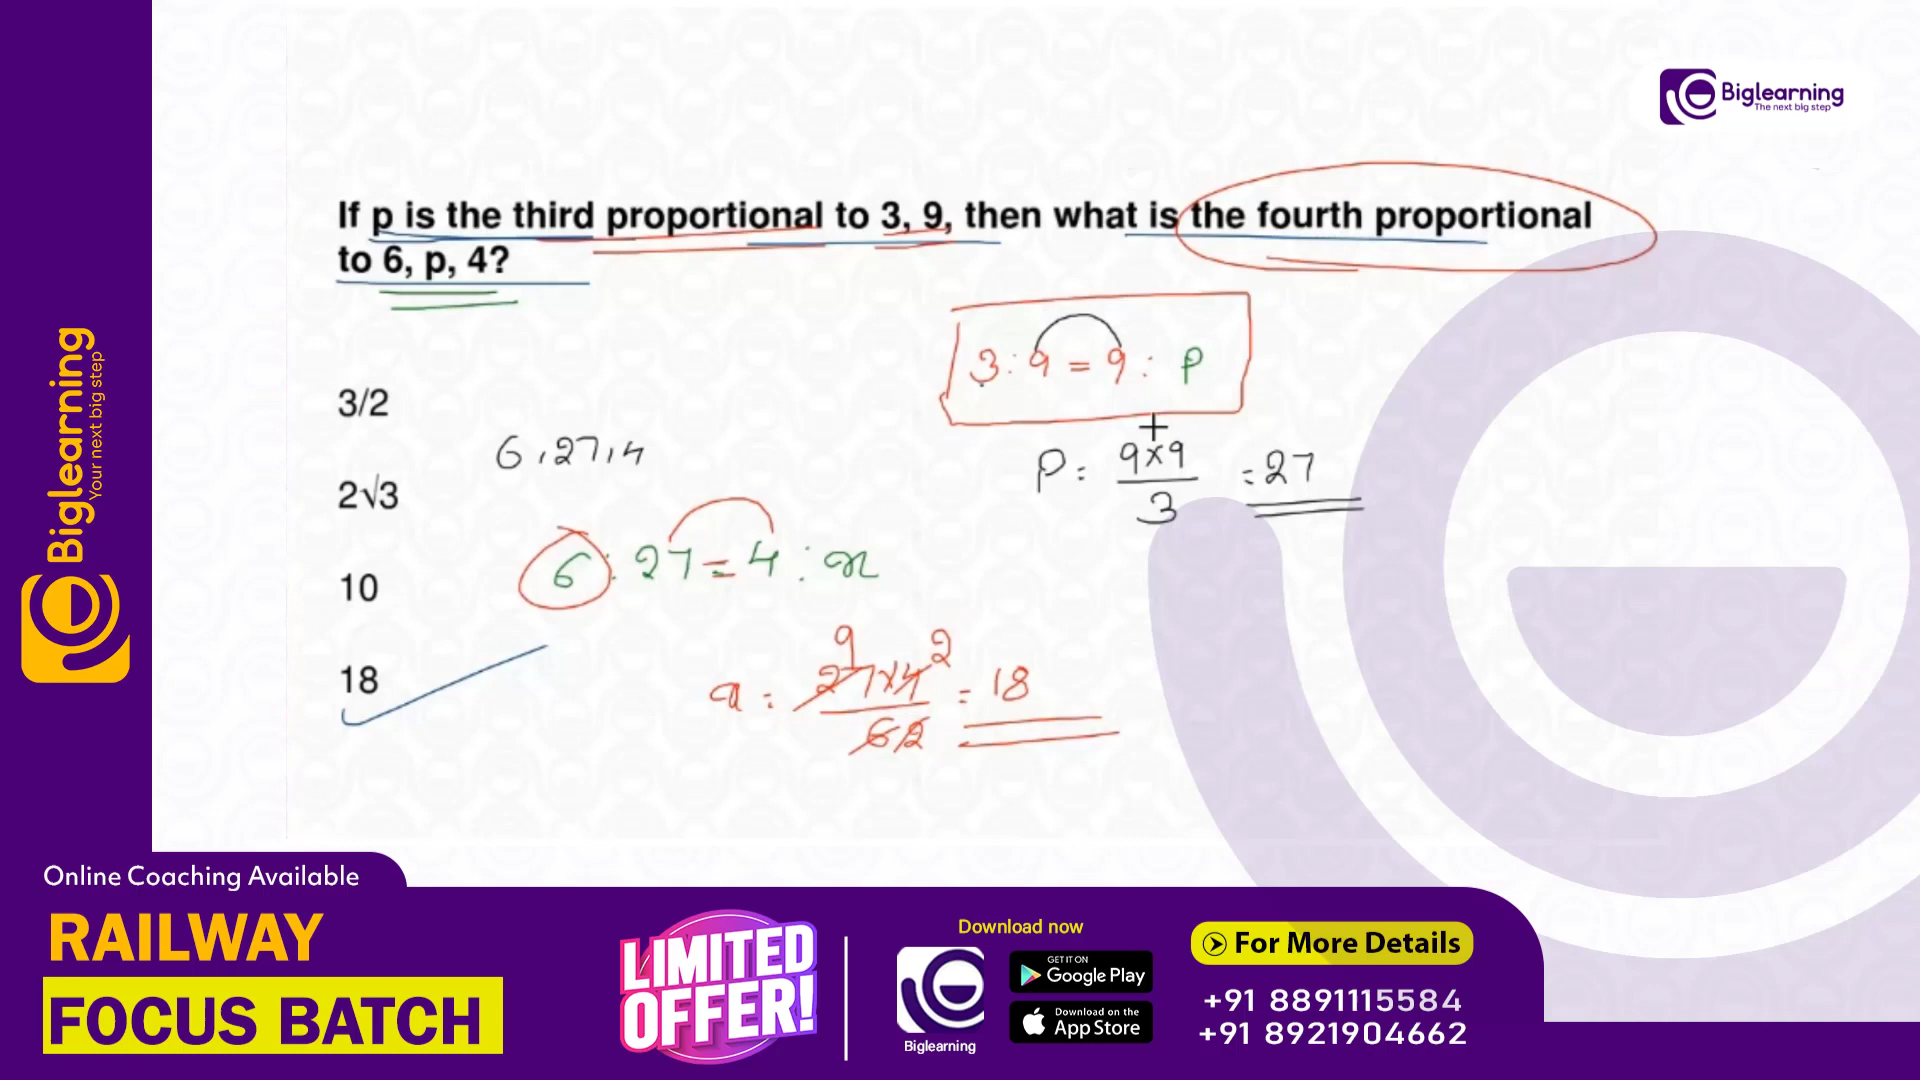 Biglearning
The next big step
If p is the third proportional to 3, 9, then what is the fourth proportional
to 6, p, 4?
3 : 9 = 9 : p
3/2
6, 27, 4
P = 9×9 / 3 = 27
2√3
6 : 27 = 4 : x
10
9 2
x = 27×4 / 6 2 = 18
18
Biglearning
Your next big step
Online Coaching Available
RAILWAY
FOCUS BATCH
LIMITED
OFFER!
Download now
GET IT ON
Google Play
Download on the
App Store
Biglearning
For More Details
+91 8891115584
+91 8921904662